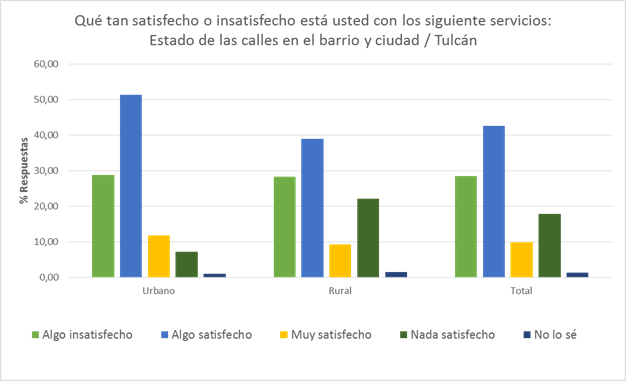 Qué tan satisfecho o insatisfecho está usted con los siguiente servicios:
Estado de las calles en el barrio y ciudad / Tulcán
60,00
50,00
40,00
30,00
20,00
10,00
0,00
% Respuestas
Urbano Rural Total
Algo insatisfecho Algo satisfecho Muy satisfecho Nada satisfecho No lo sé